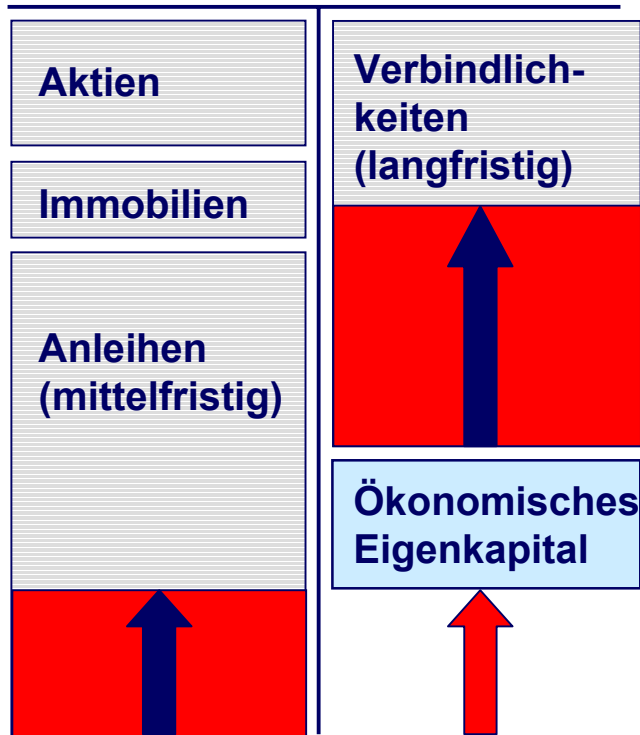 Aktien
Immobilien
Anleihen
(mittelfristig)
Verbindlich-
keiten
(langfristig)
Ökonomisches
Eigenkapital